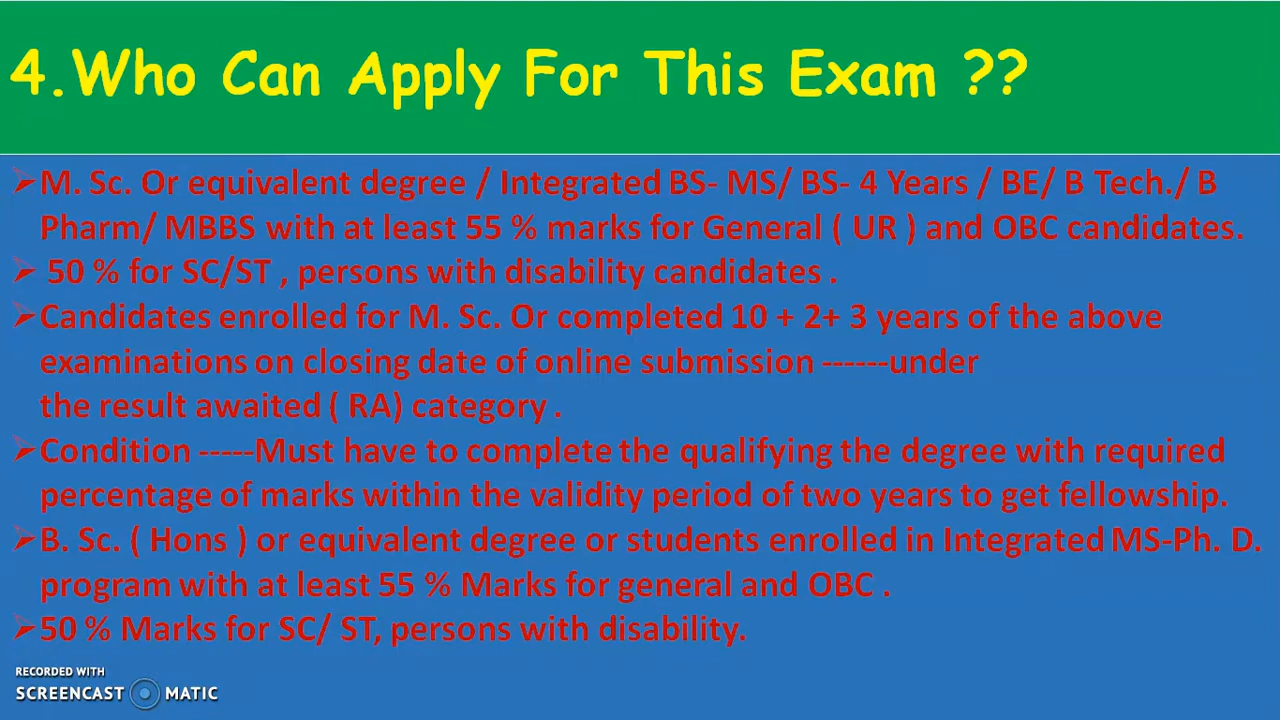 4.Who Can Apply For This Exam ??
➢M. Sc. Or equivalent degree / Integrated BS- MS/ BS- 4 Years / BE/ B Tech./ B
Pharm/ MBBS with at least 55 % marks for General ( UR ) and OBC candidates.
➢ 50 % for SC/ST , persons with disability candidates .
➢Candidates enrolled for M. Sc. Or completed 10 + 2+ 3 years of the above
examinations on closing date of online submission ------under
the result awaited ( RA) category .
➢Condition -----Must have to complete the qualifying the degree with required
percentage of marks within the validity period of two years to get fellowship.
➢B. Sc. ( Hons ) or equivalent degree or students enrolled in Integrated MS-Ph. D.
program with at least 55 % Marks for general and OBC .
➢50 % Marks for SC/ ST, persons with disability.
RECORDED WITH
SCREENCAST MATIC